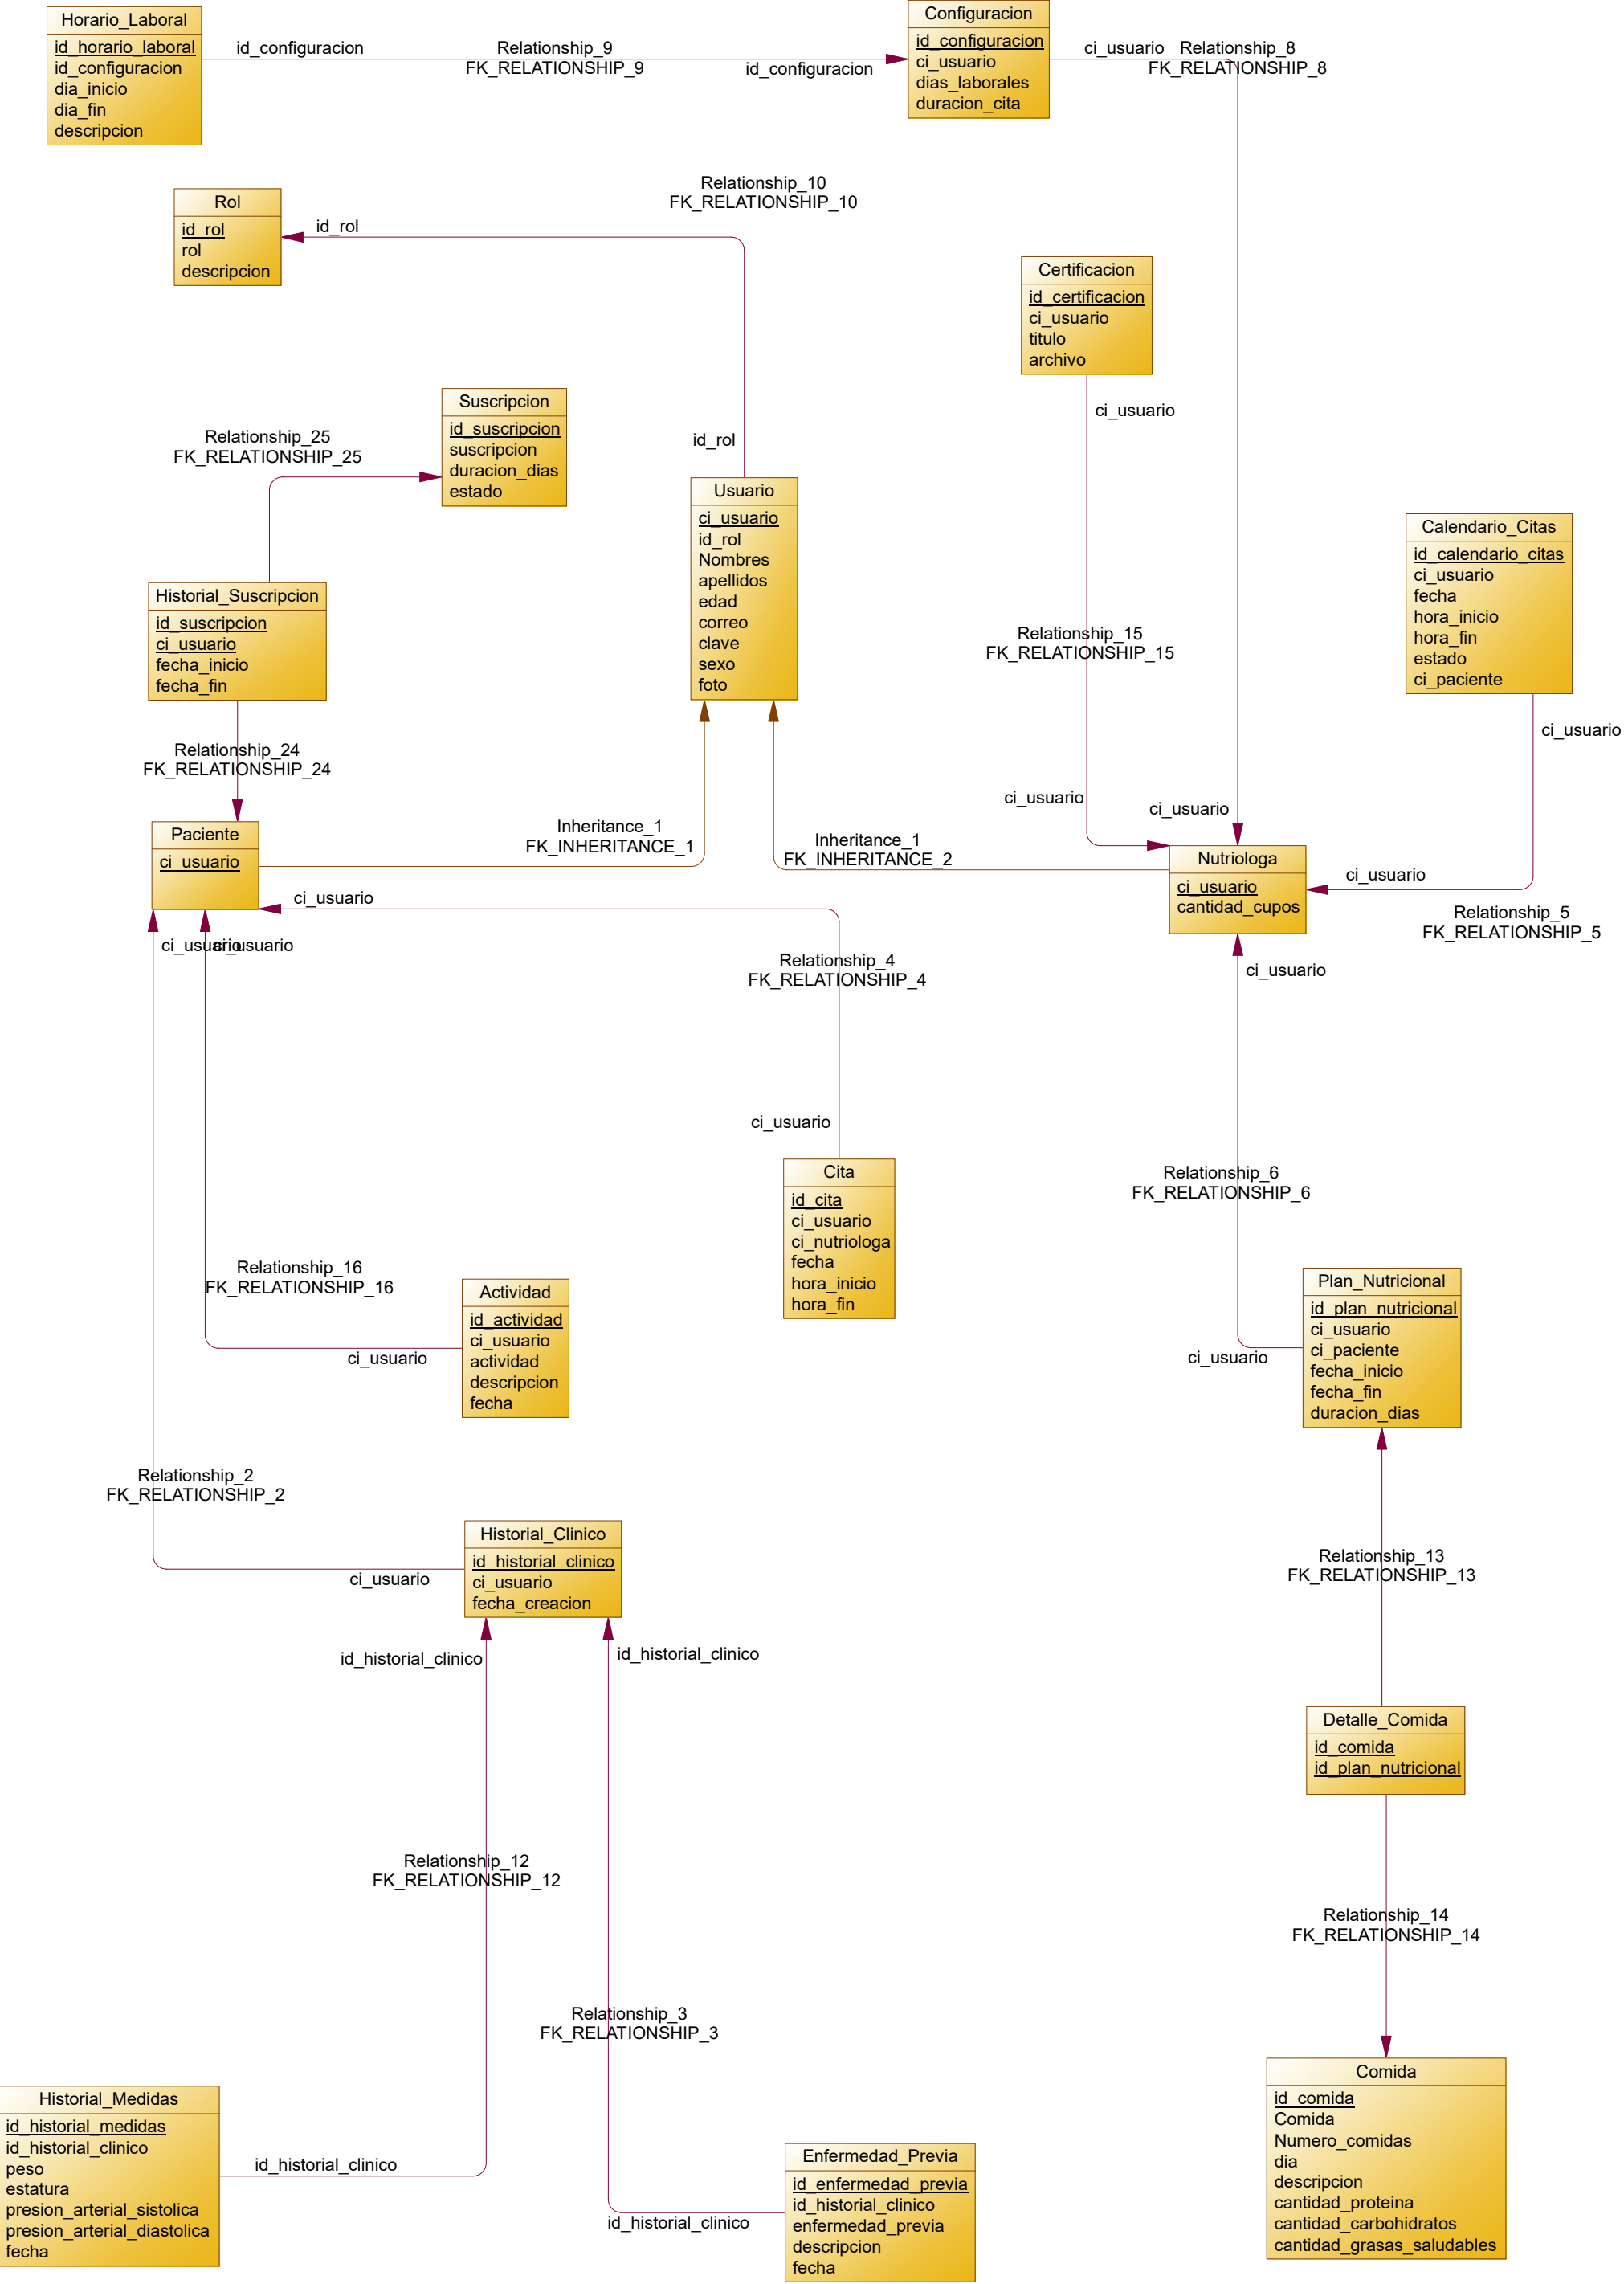 Horario_Laboral
id_horario_laboral
id_configuracion
dia_inicio
dia_fin
descripcion
id_configuracion
Relationship_9
FK_RELATIONSHIP_9
id_configuracion
Configuracion
id_configuracion
ci_usuario
dias_laborales
duracion_cita
ci_usuario
Relationship_8
FK_RELATIONSHIP_8
Rol
id_rol
rol
descripcion
id_rol
Relationship_10
FK_RELATIONSHIP_10
id_rol
Certificacion
id_certificacion
ci_usuario
titulo
archivo
ci_usuario
Suscripcion
id_suscripcion
suscripcion
duracion_dias
estado
Relationship_25
FK_RELATIONSHIP_25
Usuario
ci_usuario
id_rol
Nombres
apellidos
edad
correo
clave
sexo
foto
Calendario_Citas
id_calendario_citas
ci_usuario
fecha
hora_inicio
hora_fin
estado
ci_paciente
ci_usuario
Historial_Suscripcion
id_suscripcion
ci_usuario
fecha_inicio
fecha_fin
Relationship_15
FK_RELATIONSHIP_15
Relationship_24
FK_RELATIONSHIP_24
ci_usuario
ci_usuario
Paciente
ci_usuario
Inheritance_1
FK_INHERITANCE_1
Inheritance_1
FK_INHERITANCE_2
Nutriologa
ci_usuario
cantidad_cupos
ci_usuario
Relationship_5
FK_RELATIONSHIP_5
ci_usuario
ci_usuario
ci_usuario
Relationship_4
FK_RELATIONSHIP_4
ci_usuario
ci_usuario
Cita
id_cita
ci_usuario
ci_nutriologa
fecha
hora_inicio
hora_fin
Relationship_6
FK_RELATIONSHIP_6
Relationship_16
FK_RELATIONSHIP_16
ci_usuario
Actividad
id_actividad
ci_usuario
actividad
descripcion
fecha
ci_usuario
Plan_Nutricional
id_plan_nutricional
ci_usuario
ci_paciente
fecha_inicio
fecha_fin
duracion_dias
Relationship_2
FK_RELATIONSHIP_2
ci_usuario
Historial_Clinico
id_historial_clinico
ci_usuario
fecha_creacion
Relationship_13
FK_RELATIONSHIP_13
id_historial_clinico
id_historial_clinico
Detalle_Comida
id_comida
id_plan_nutricional
Relationship_12
FK_RELATIONSHIP_12
Relationship_14
FK_RELATIONSHIP_14
Relationship_3
FK_RELATIONSHIP_3
Historial_Medidas
id_historial_medidas
id_historial_clinico
peso
estatura
presion_arterial_sistolica
presion_arterial_diastolica
fecha
id_historial_clinico
id_historial_clinico
Enfermedad_Previa
id_enfermedad_previa
id_historial_clinico
enfermedad_previa
descripcion
fecha
Comida
id_comida
Comida
Numero_comidas
dia
descripcion
cantidad_proteina
cantidad_carbohidratos
cantidad_grasas_saludables